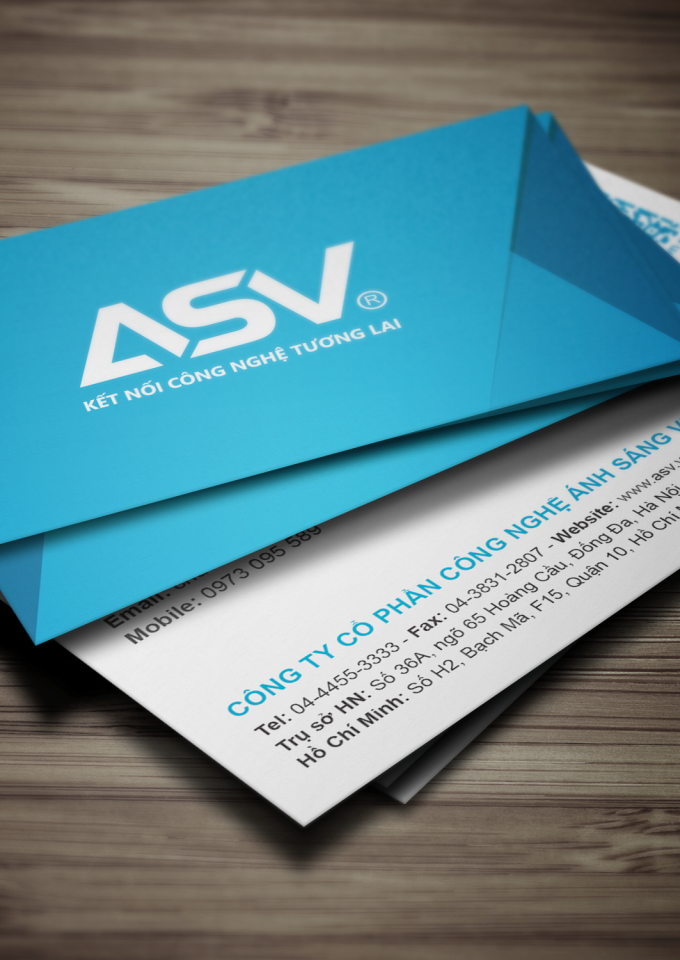 ASV®
KẾT NỐI CÔNG NGHỆ TƯƠNG LAI
Email:
Mobile: 0973 095 589
CÔNG TY CỔ PHẦN CÔNG NGHỆ ÁNH SÁNG
Tel: 04-4455-3333 - Fax: 04-3831-2807 - Website: www.asv.
Trụ sở HN: Số 36A, ngõ 65 Hoàng Cầu, Đống Đa, Hà Nội
Hồ Chí Minh: Số H2, Bạch Mã, F15, Quận 10, Hồ Chí